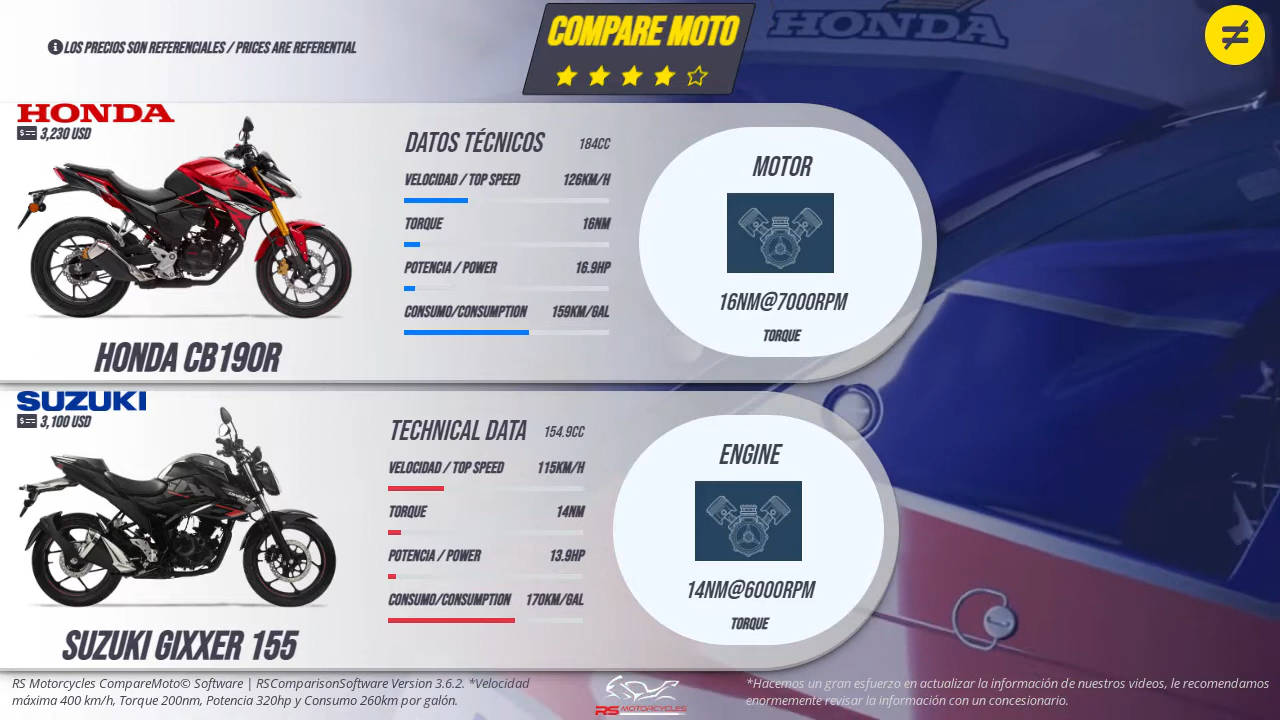 LOS PRECIOS SON REFERENCIALES / PRICES ARE REFERENTIAL
COMPARE MOTO
HONDA
HONDA
3,230 USD
DATOS TÉCNICOS 184CC
VELOCIDAD / TOP SPEED 126KM/H
TORQUE 16NM
POTENCIA / POWER 16.9HP
CONSUMO/CONSUMPTION 159KM/GAL
MOTOR
16NM@7000RPM
TORQUE
HONDA CB190R
SUZUKI
3,100 USD
TECHNICAL DATA 154.9CC
VELOCIDAD / TOP SPEED 115KM/H
TORQUE 14NM
POTENCIA / POWER 13.9HP
CONSUMO/CONSUMPTION 170KM/GAL
ENGINE
14NM@6000RPM
TORQUE
SUZUKI GIXXER 155
RS Motorcycles CompareMoto© Software | RSComparisonSoftware Version 3.6.2. *Velocidad
máxima 400 km/h, Torque 200nm, Potencia 320hp y Consumo 260km por galón.
RS MOTORCYCLES
*Hacemos un gran esfuerzo en actualizar la información de nuestros videos, le recomendamos
enormemente revisar la información con un concesionario.